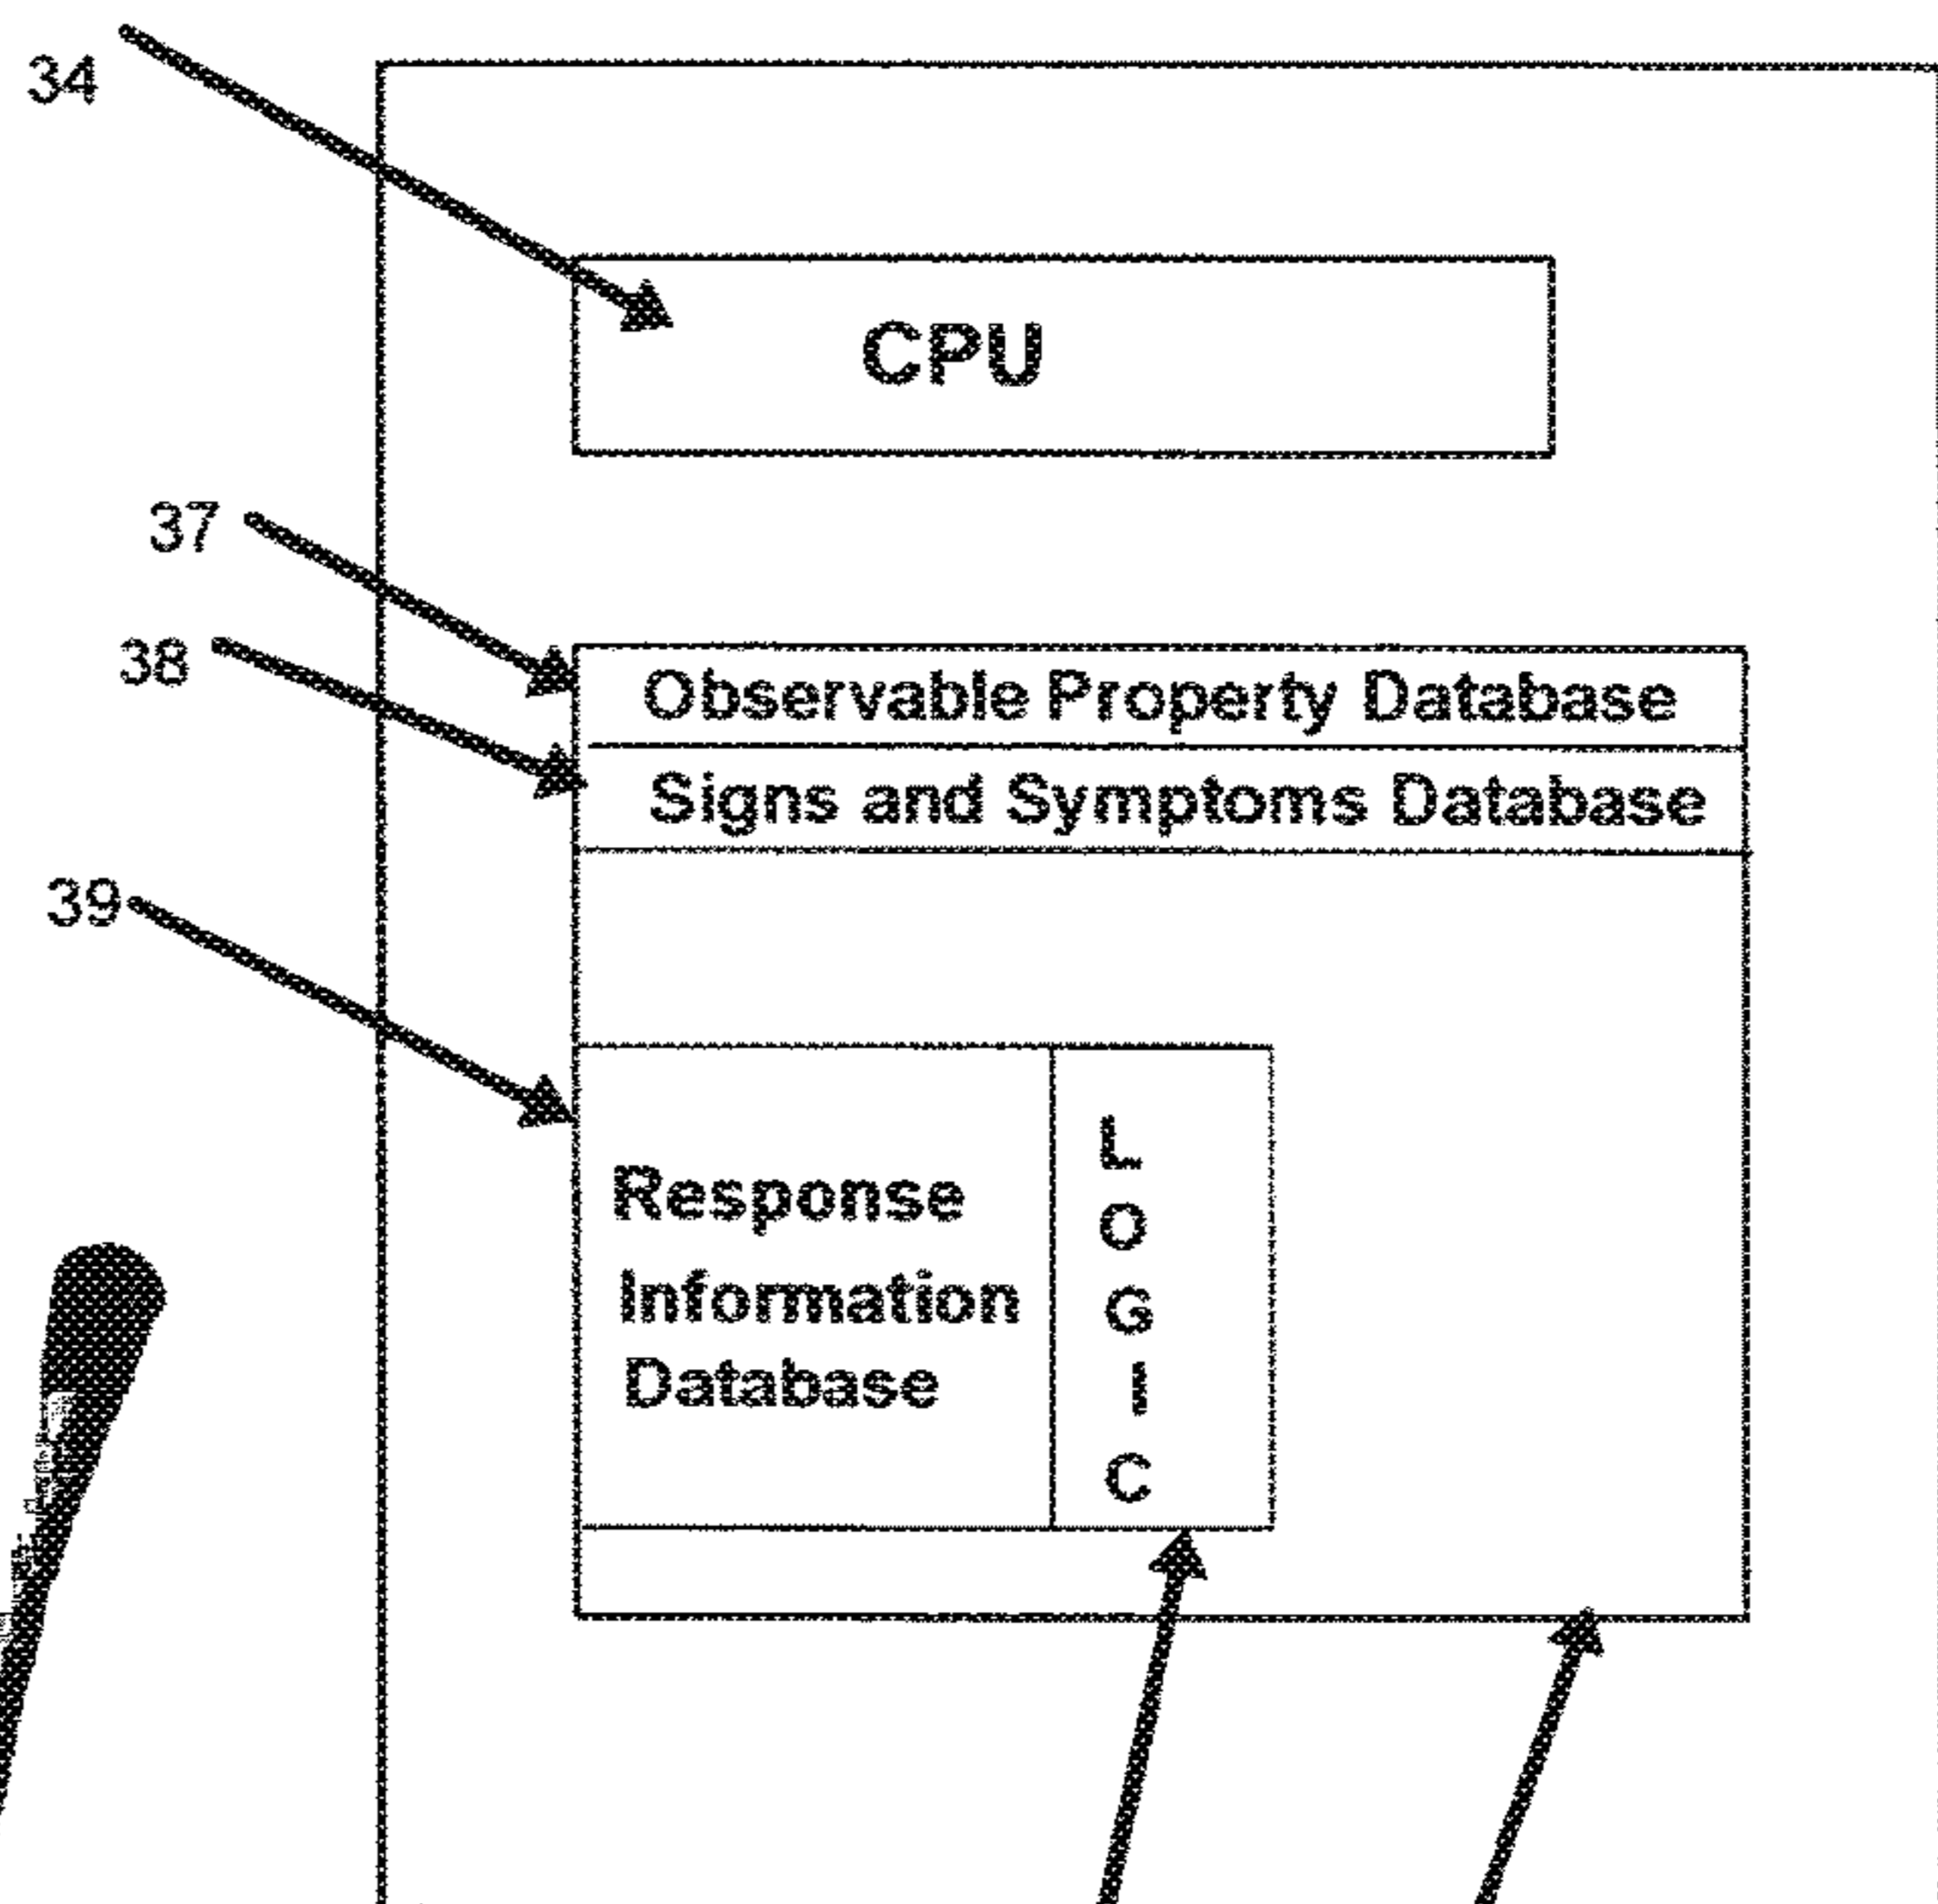 34
CPU
37
Observable Property Database
38
Signs and Symptoms Database
39
Response
Information
Database
L
O
G
I
C